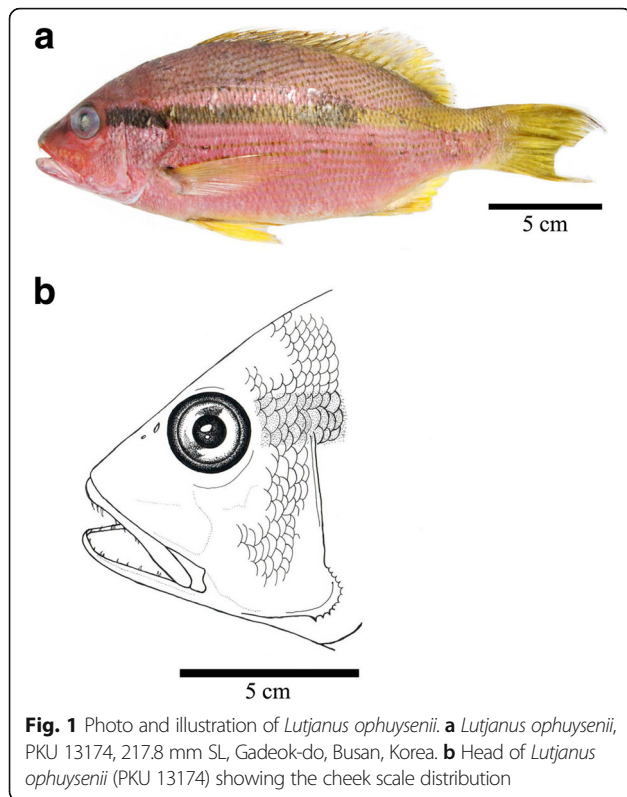 a
5 cm
b
5 cm
Fig. 1 Photo and illustration of Lutjanus ophuysenii. a Lutjanus ophuysenii,
PKU 13174, 217.8 mm SL, Gadeok-do, Busan, Korea. b Head of Lutjanus
ophuysenii (PKU 13174) showing the cheek scale distribution